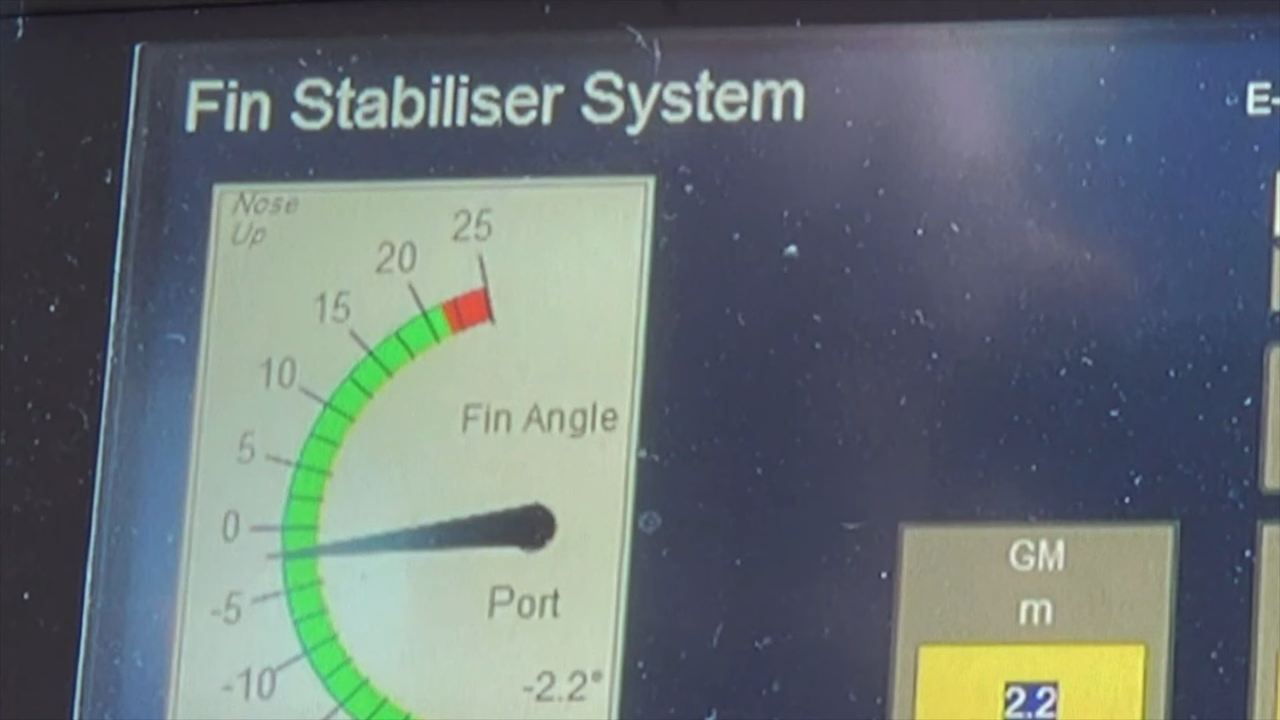 Fin Stabiliser System
E-
Nose
Up
25
20
15
10
5
0
-5
-10
Fin Angle
Port
-2.2°
GM
m
2.2